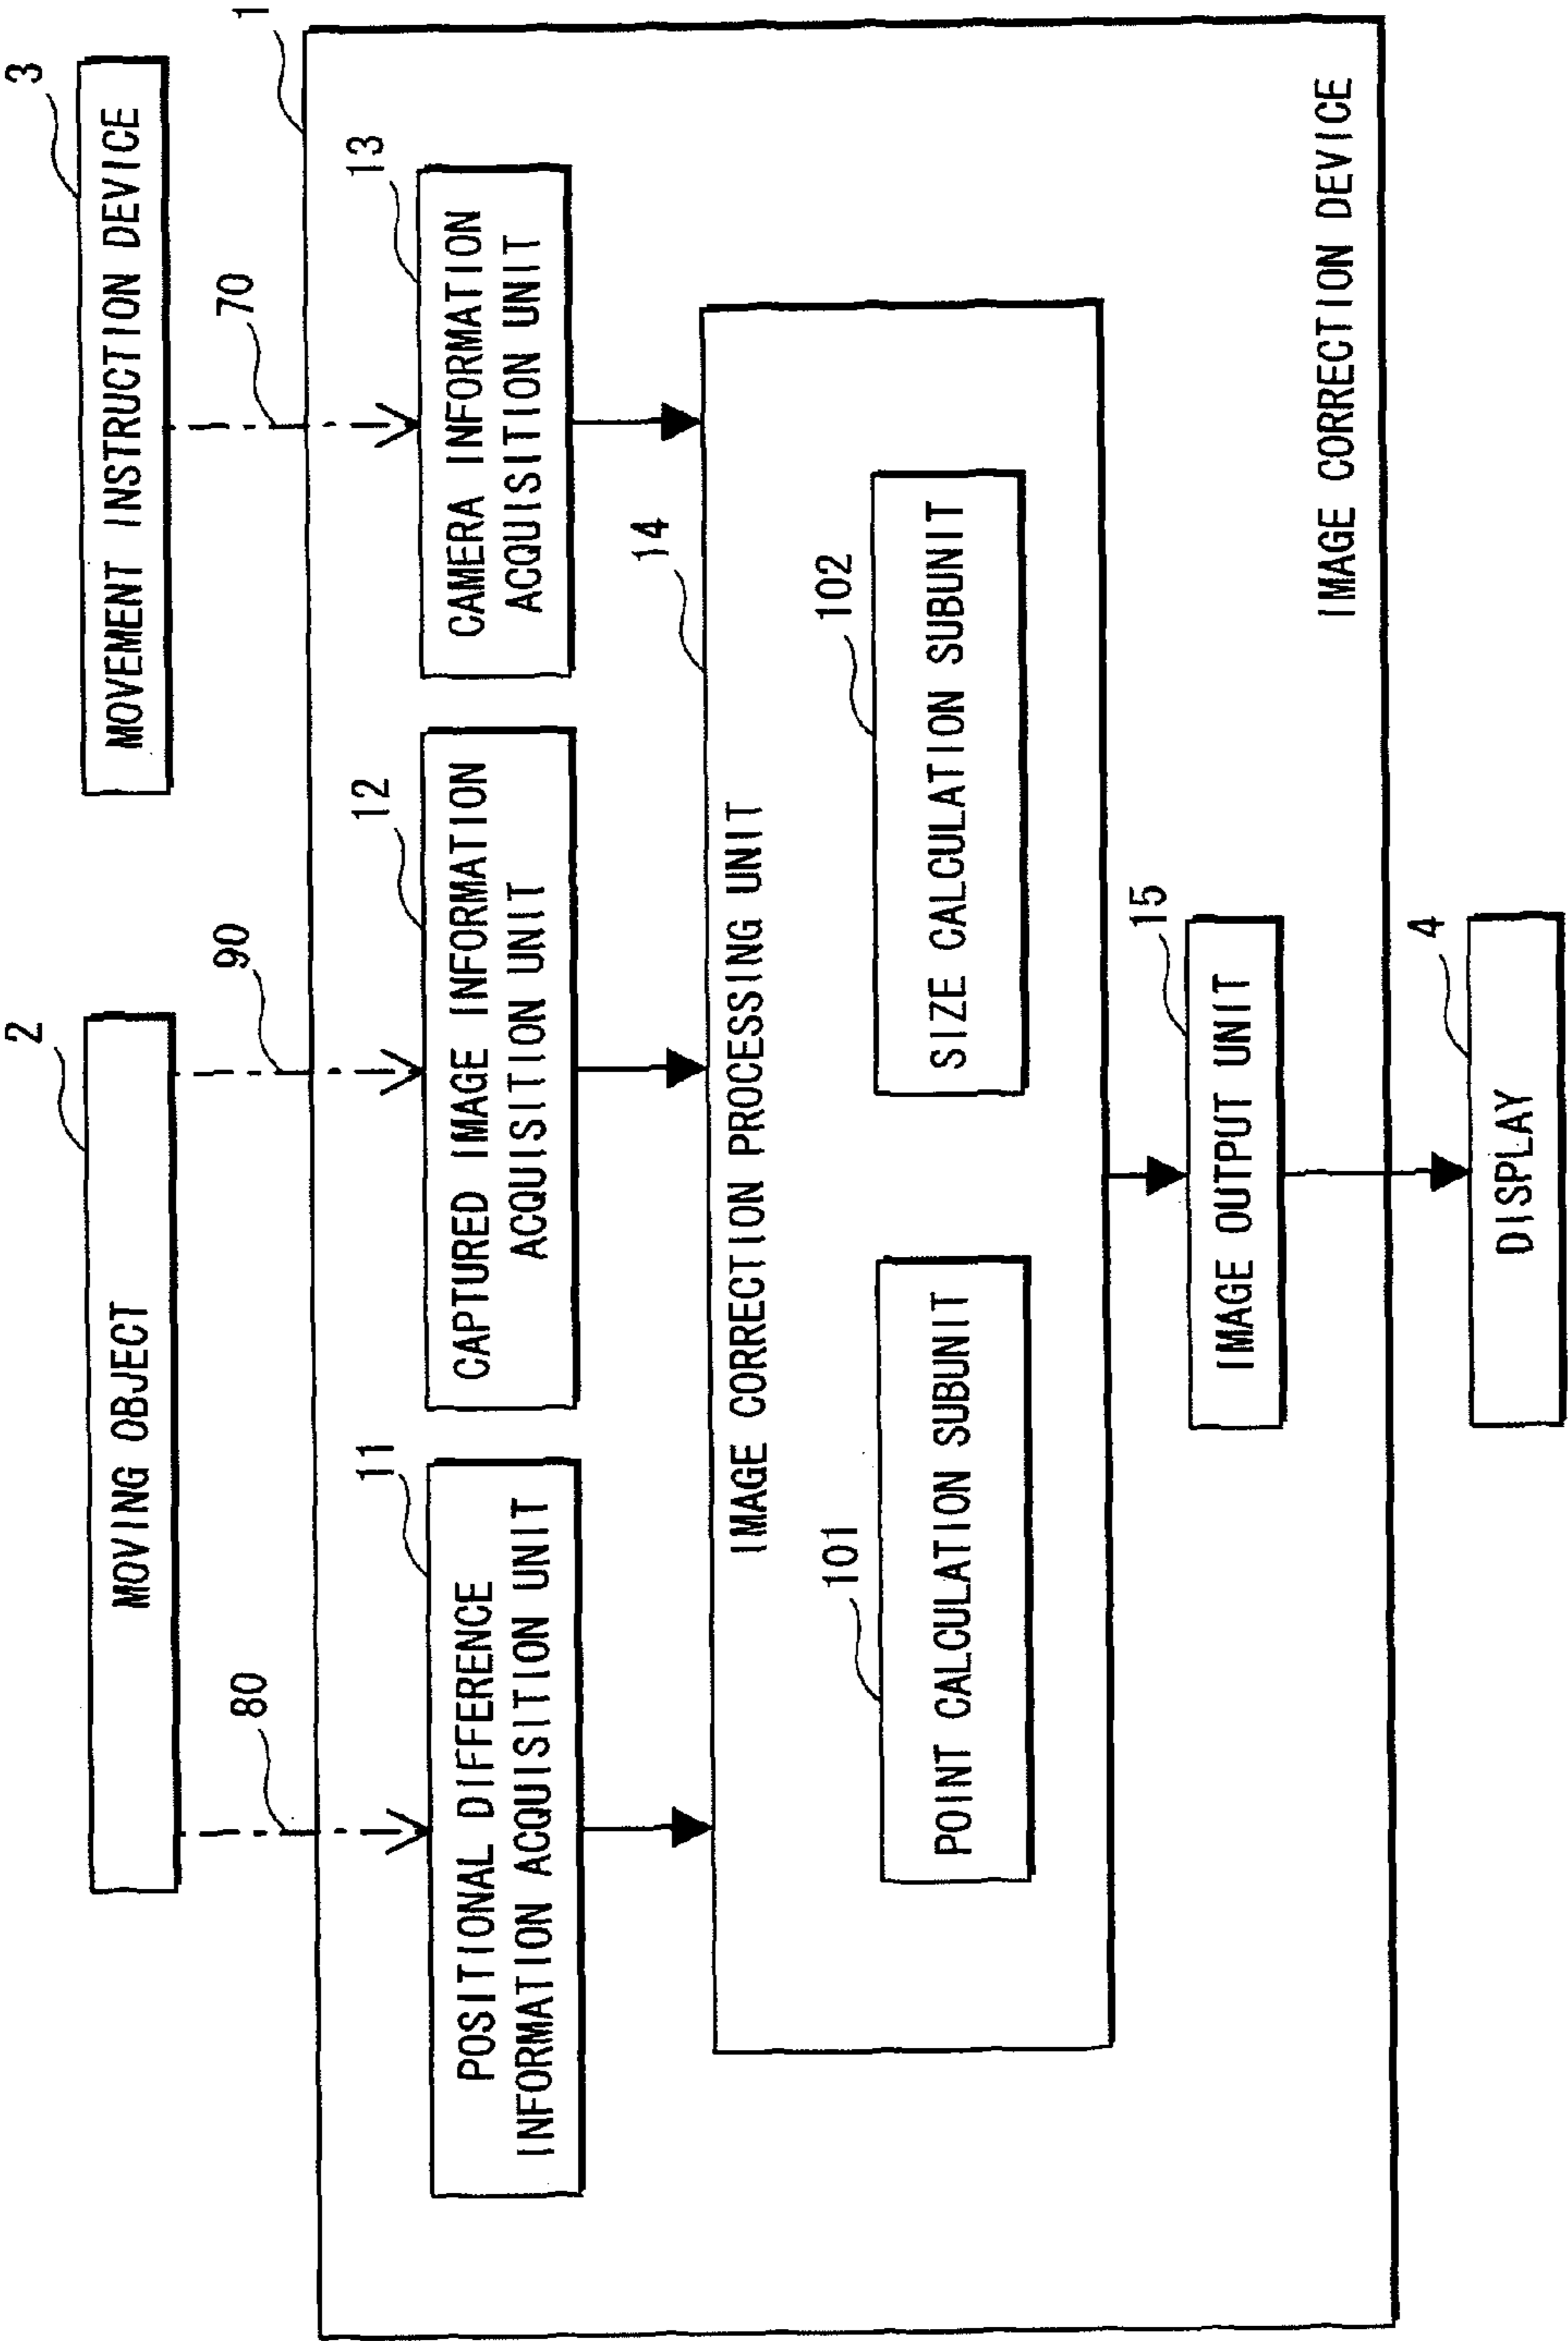 2
MOVING OBJECT
3
MOVEMENT INSTRUCTION DEVICE
80
90
70
1
11
POSITIONAL DIFFERENCE
INFORMATION ACQUISITION UNIT
12
CAPTURED IMAGE INFORMATION
ACQUISITION UNIT
13
CAMERA INFORMATION
ACQUISITION UNIT
14
IMAGE CORRECTION PROCESSING UNIT
101
POINT CALCULATION SUBUNIT
102
SIZE CALCULATION SUBUNIT
15
IMAGE OUTPUT UNIT
IMAGE CORRECTION DEVICE
4
DISPLAY